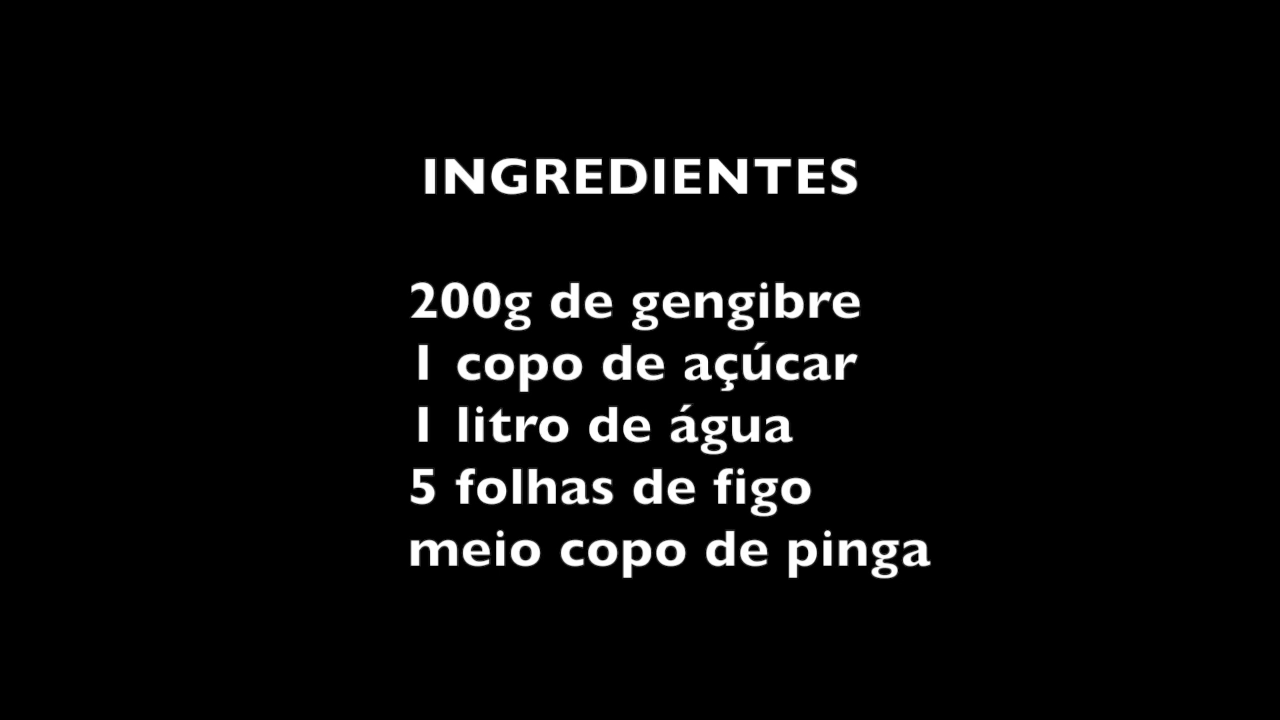 INGREDIENTES
200g de gengibre
1 copo de açúcar
1 litro de água
5 folhas de figo
meio copo de pinga